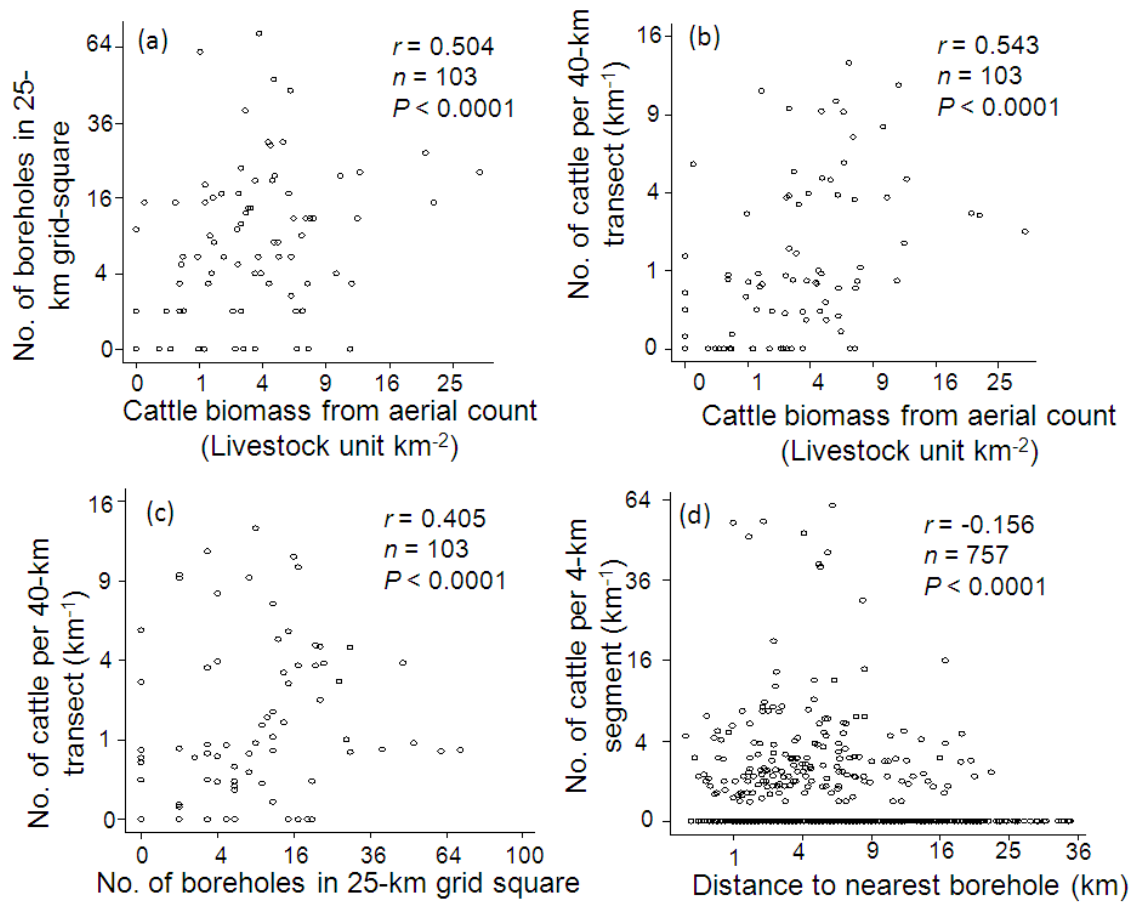 (a)
r = 0.504
n = 103
P < 0.0001
No. of boreholes in 25-
km grid-square
64
36
16
4
0
0 1 4 9 16 25
Cattle biomass from aerial count
(Livestock unit km-2)
(b)
r = 0.543
n = 103
P < 0.0001
No. of cattle per 40-km
transect (km-1)
16
9
4
1
0
0 1 4 9 16 25
Cattle biomass from aerial count
(Livestock unit km-2)
(c)
r = 0.405
n = 103
P < 0.0001
No. of cattle per 40-km
transect (km-1)
16
9
4
1
0
0 4 16 36 64 100
No. of boreholes in 25-km grid square
(d)
r = -0.156
n = 757
P < 0.0001
No. of cattle per 4-km
segment (km-1)
64
36
16
4
0
1 4 9 16 25 36
Distance to nearest borehole (km)